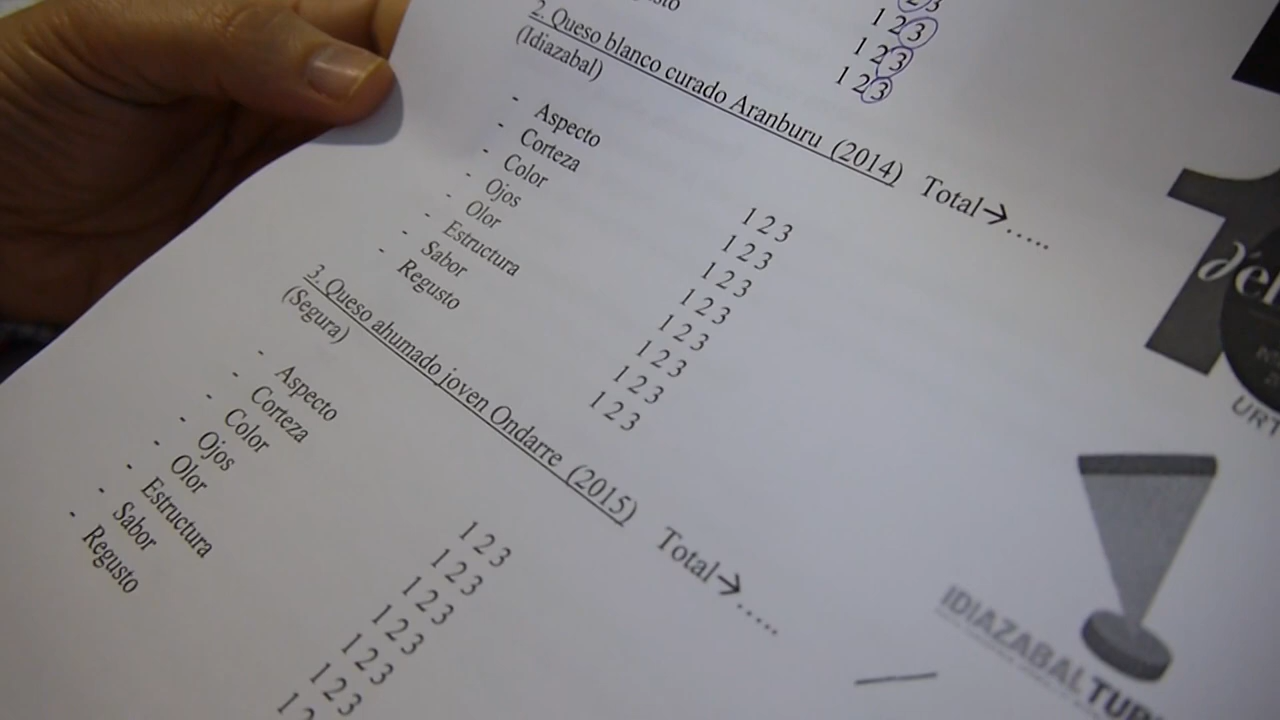 1 2 3
1 2 3
1 2 3
2. Queso blanco curado Aranburu (2014) Total→.....
(Idiazabal)
- Aspecto 1 2 3
- Corteza 1 2 3
- Color 1 2 3
- Ojos 1 2 3
- Olor 1 2 3
- Estructura 1 2 3
- Sabor 1 2 3
- Regusto 1 2 3
3. Queso ahumado joven Ondarre (2015) Total→.....
(Segura)
- Aspecto 1 2 3
- Corteza 1 2 3
- Color 1 2 3
- Ojos 1 2 3
- Olor 1 2 3
- Estructura 1 2 3
- Sabor 1 2
- Regusto
IDIAZABAL